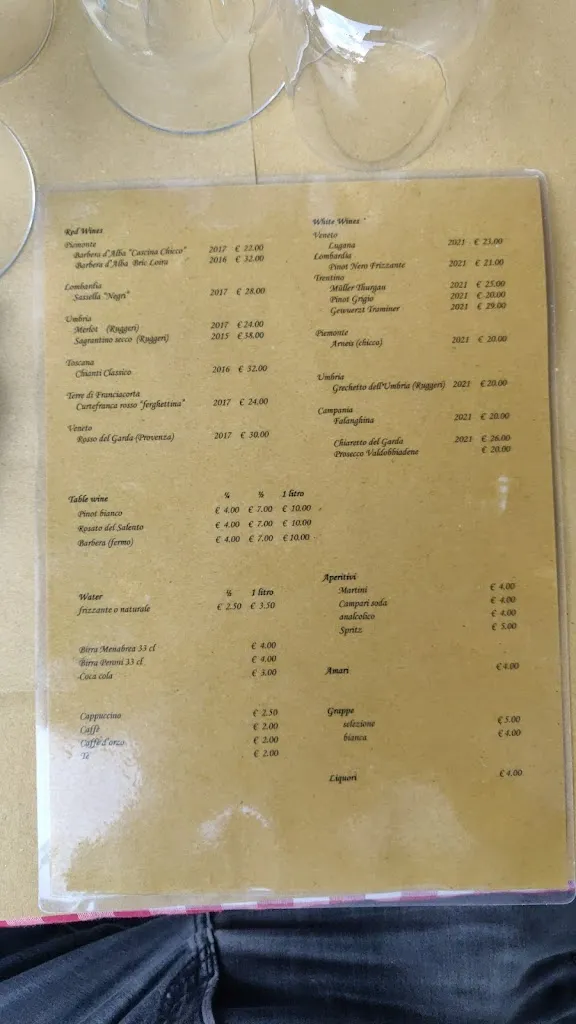 Red Wines
Piemonte
Barbera d'Alba "Cascina Chicco" 2017 € 22.00
Barbera d'Alba Bric Loira 2016 € 32.00
Lombardia
Sassella "Negri" 2017 € 28.00
Umbria
Merlot (Ruggeri) 2017 € 24.00
Sagrantino secco (Ruggeri) 2015 € 38.00
Toscana
Chianti Classico 2016 € 32.00
Terre di Franciacorta
Curtefranca rosso "ferghettina" 2017 € 24.00
Veneto
Rosso del Garda (Provenza) 2017 € 30.00
White Wines
Veneto
Lugana 2021 € 23.00
Lombardia
Pinot Nero Frizzante 2021 € 21.00
Trentino
Müller Thurgau 2021 € 25.00
Pinot Grigio 2021 € 20.00
Gewuerzt Traminer 2021 € 29.00
Piemonte
Arneis (chicco) 2021 € 20.00
Umbria
Grechetto dell'Umbria (Ruggeri) 2021 € 20.00
Campania
Falanghina 2021 € 20.00
Chiaretto del Garda 2021 € 26.00
Prosecco Valdobbiadene € 20.00
Table wine ¼ ½ 1 litro
Pinot bianco € 4.00 € 7.00 € 10.00
Rosato del Salento € 4.00 € 7.00 € 10.00
Barbera (fermo) € 4.00 € 7.00 € 10.00
Water ½ 1 litro
frizzante o naturale € 2.50 € 3.50
Birra Menabrea 33 cl € 4.00
Birra Peroni 33 cl € 4.00
Coca cola € 3.00
Cappuccino € 2.50
Caffè € 2.00
Caffè d'orzo € 2.00
Tè € 2.00
Aperitivi
Martini € 4.00
Campari soda € 4.00
analcolico € 4.00
Spritz € 5.00
Amari € 4.00
Grappe
selezione € 5.00
bianca € 4.00
Liquori € 4.00